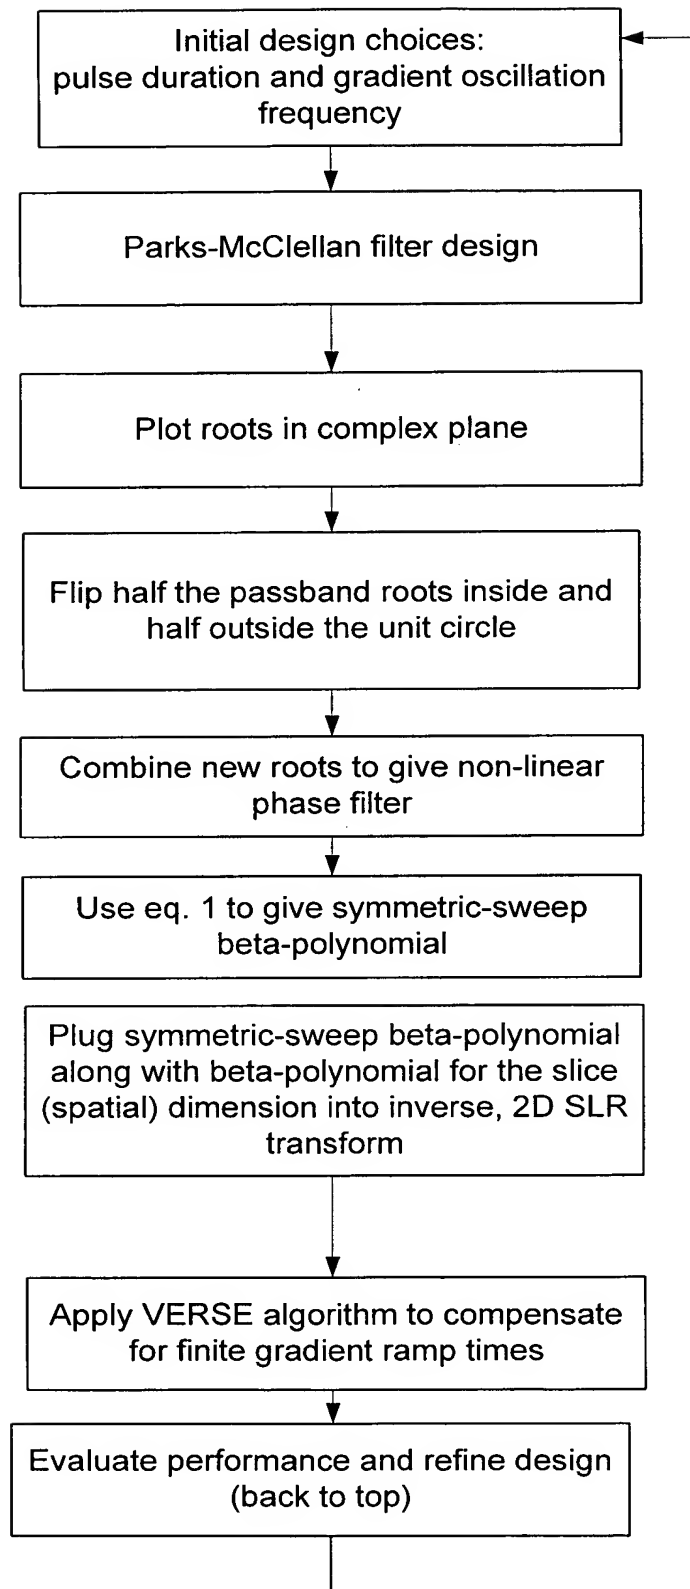 Initial design choices:
pulse duration and gradient oscillation
frequency
Parks-McClellan filter design
Plot roots in complex plane
Flip half the passband roots inside and
half outside the unit circle
Combine new roots to give non-linear
phase filter
Use eq. 1 to give symmetric-sweep
beta-polynomial
Plug symmetric-sweep beta-polynomial
along with beta-polynomial for the slice
(spatial) dimension into inverse, 2D SLR
transform
Apply VERSE algorithm to compensate
for finite gradient ramp times
Evaluate performance and refine design
(back to top)